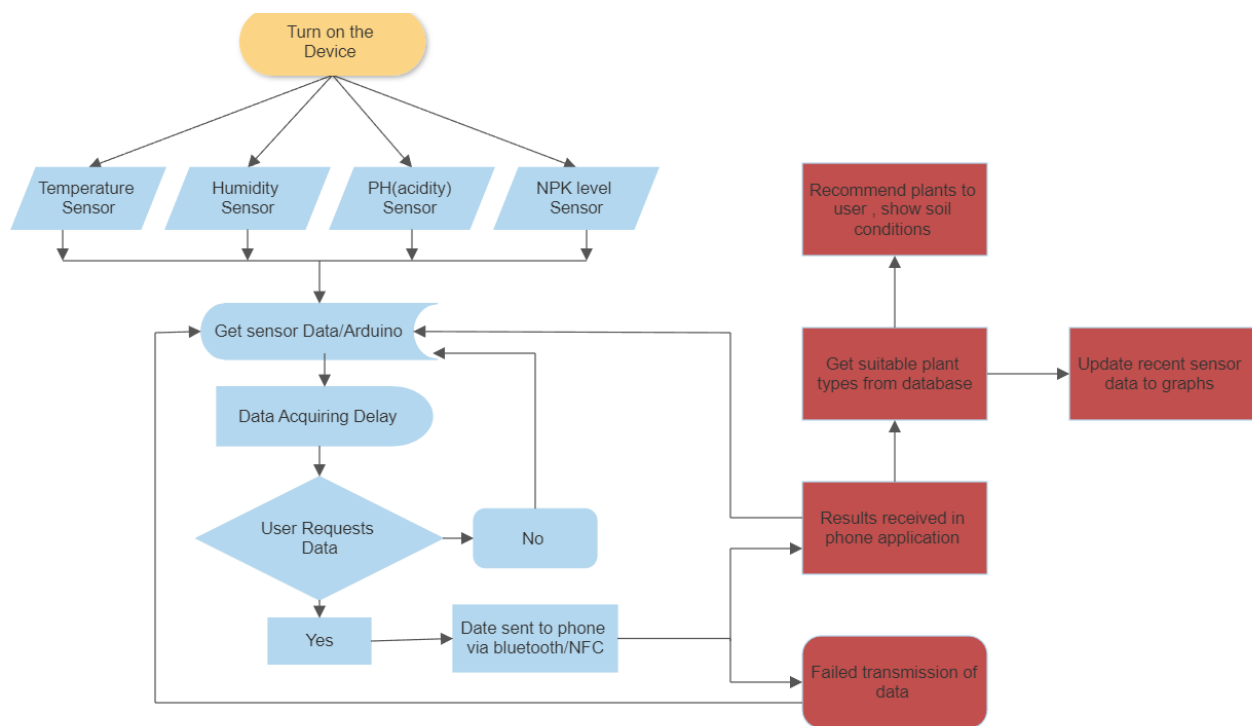 Turn on the
Device
Temperature
Sensor
Humidity
Sensor
PH(acidity)
Sensor
NPK level
Sensor
Recommend plants to
user , show soil
conditions
Get sensor Data/Arduino
Get suitable plant
types from database
Update recent sensor
data to graphs
Data Acquiring Delay
User Requests
Data
No
Results received in
phone application
Yes
Date sent to phone
via bluetooth/NFC
Failed transmission of
data